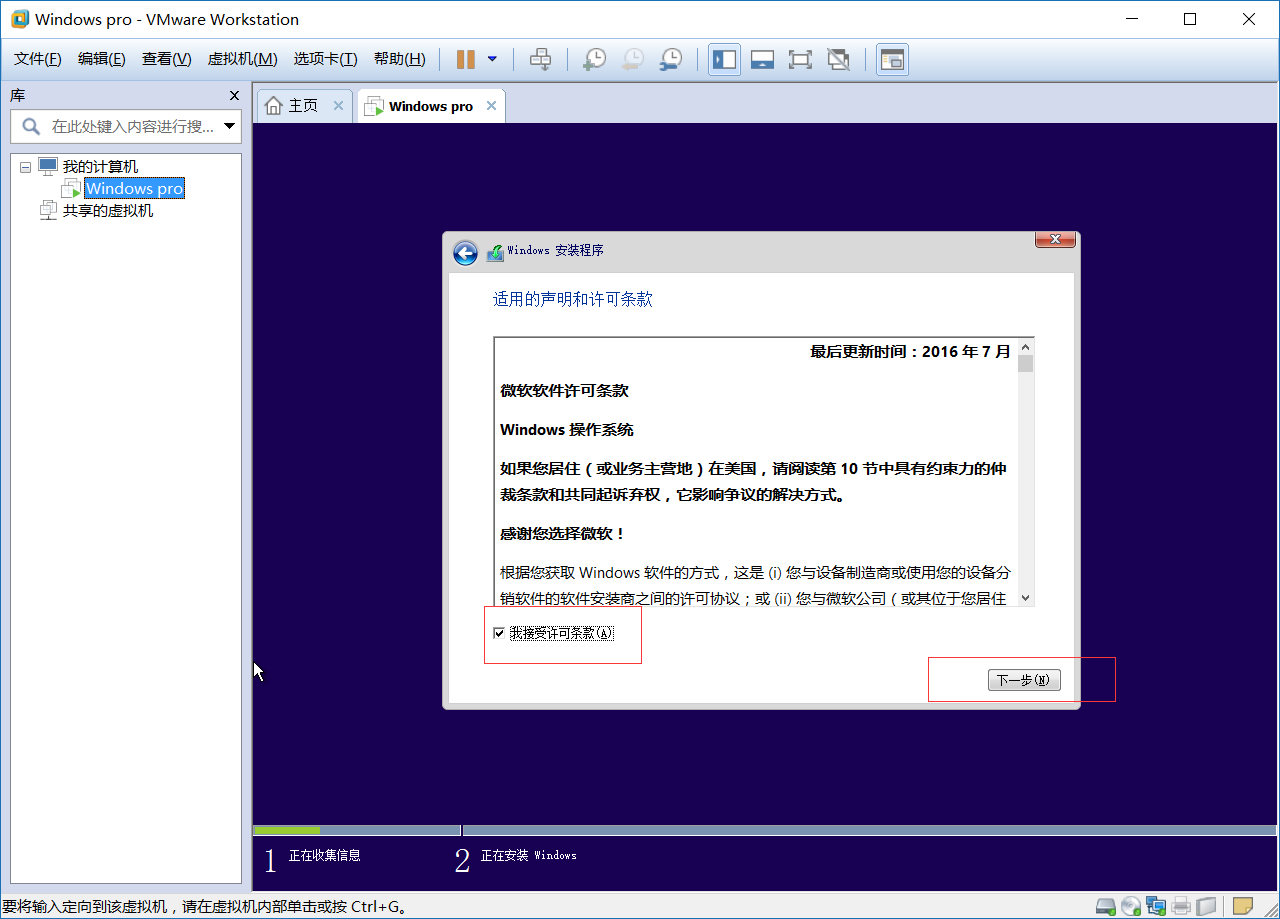 Windows pro - VMware Workstation
文件(F) 编辑(E) 查看(V) 虚拟机(M) 选项卡(T) 帮助(H)
库
在此处键入内容进行搜...
我的计算机
Windows pro
共享的虚拟机
主页
Windows pro
Windows 安装程序
适用的声明和许可条款
最后更新时间：2016 年 7 月
微软软件许可条款
Windows 操作系统
如果您居住（或业务主营地）在美国，请阅读第 10 节中具有约束力的仲
裁条款和共同起诉弃权，它影响争议的解决方式。
感谢您选择微软！
根据您获取 Windows 软件的方式，这是 (i) 您与设备制造商或使用您的设备分
销软件的软件安装商之间的许可协议；或 (ii) 您与微软公司（或其位于您居住
我接受许可条款(A)
下一步(N)
1 正在收集信息
2 正在安装 Windows
要将输入定向到该虚拟机，请在虚拟机内部单击或按 Ctrl+G。